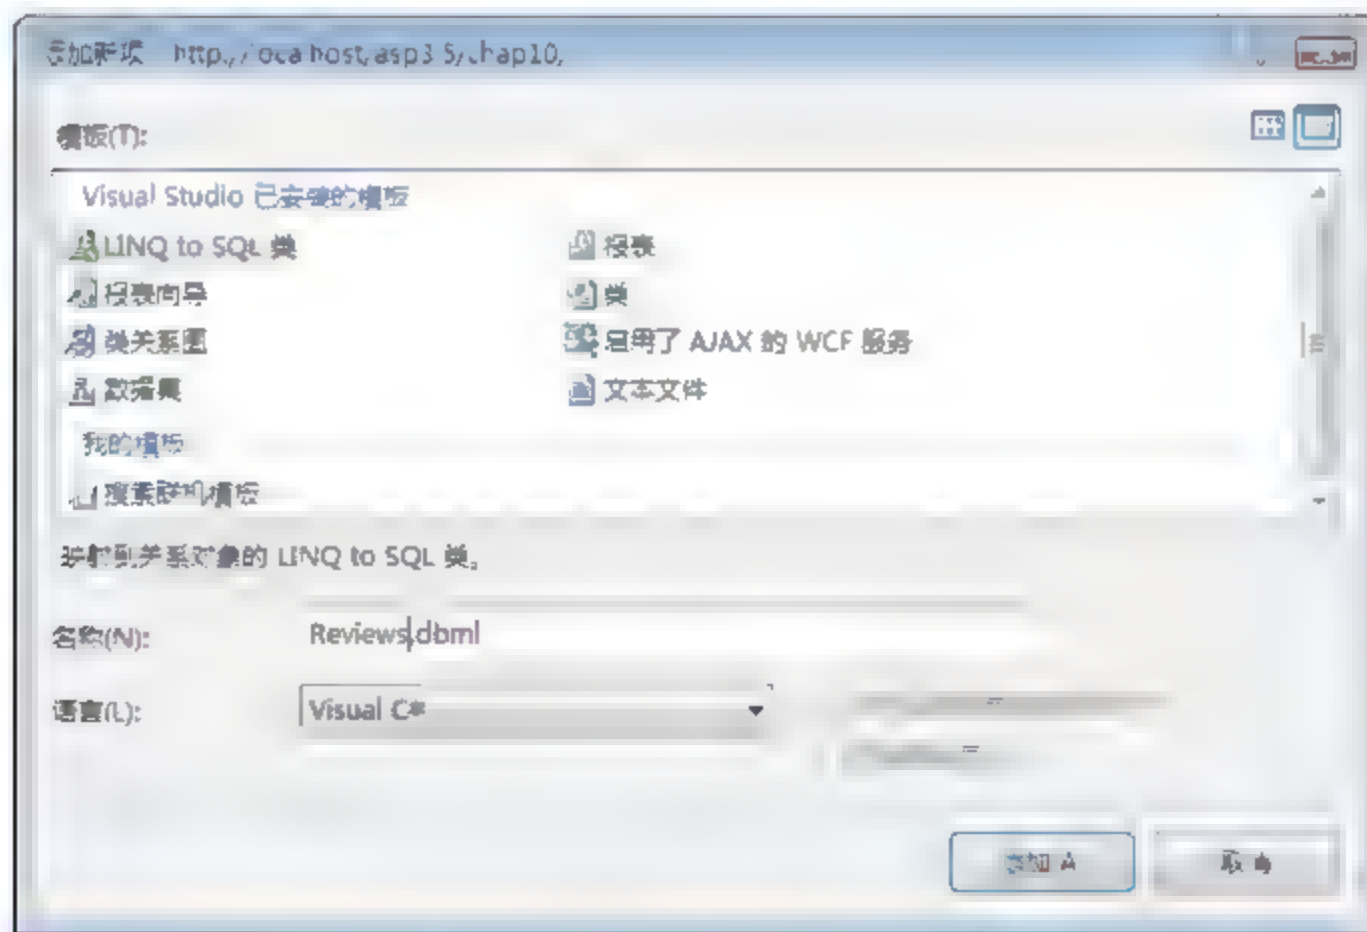 添加新项 http://localhost/asp3.5/chap10/
模板(T):
Visual Studio 已安装的模板
LINQ to SQL 类
报表
报表向导
类
类关系图
启用了 AJAX 的 WCF 服务
数据集
文本文件
我的模板
搜索联机模板
映射到关系对象的 LINQ to SQL 类。
名称(N):
Reviews.dbml
语言(L):
Visual C#
添加(A)
取消